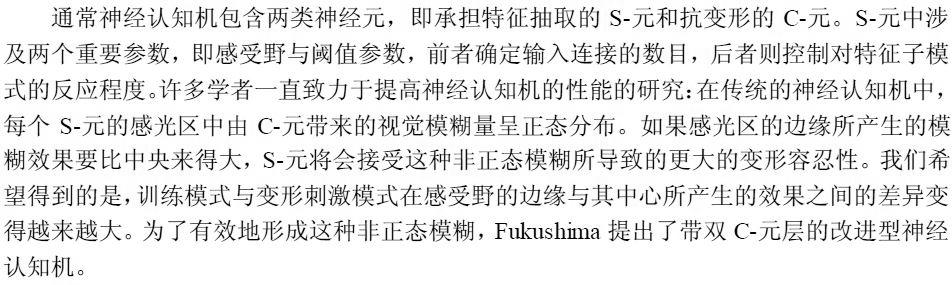 通常神经认知机包含两类神经元，即承担特征抽取的 S-元和抗变形的 C-元。S-元中涉
及两个重要参数，即感受野与阈值参数，前者确定输入连接的数目，后者则控制对特征子模
式的反应程度。许多学者一直致力于提高神经认知机的性能的研究：在传统的神经认知机中，
每个 S-元的感光区中由 C-元带来的视觉模糊量呈正态分布。如果感光区的边缘所产生的模
糊效果要比中央来得大，S-元将会接受这种非正态模糊所导致的更大的变形容忍性。我们希
望得到的是，训练模式与变形刺激模式在感受野的边缘与其中心所产生的效果之间的差异变
得越来越大。为了有效地形成这种非正态模糊，Fukushima 提出了带双 C-元层的改进型神经
认知机。